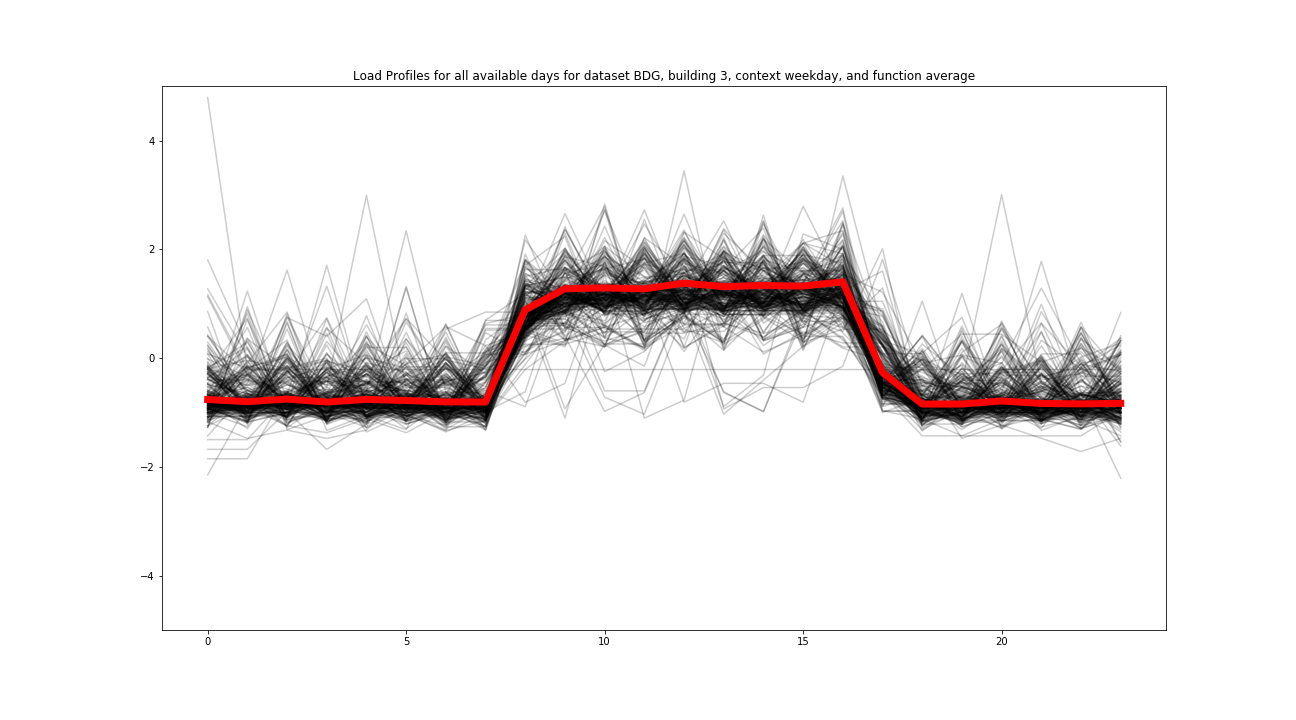 Load Profiles for all available days for dataset BDG, building 3, context weekday, and function average
4
2
0
−2
−4
0 5 10 15 20